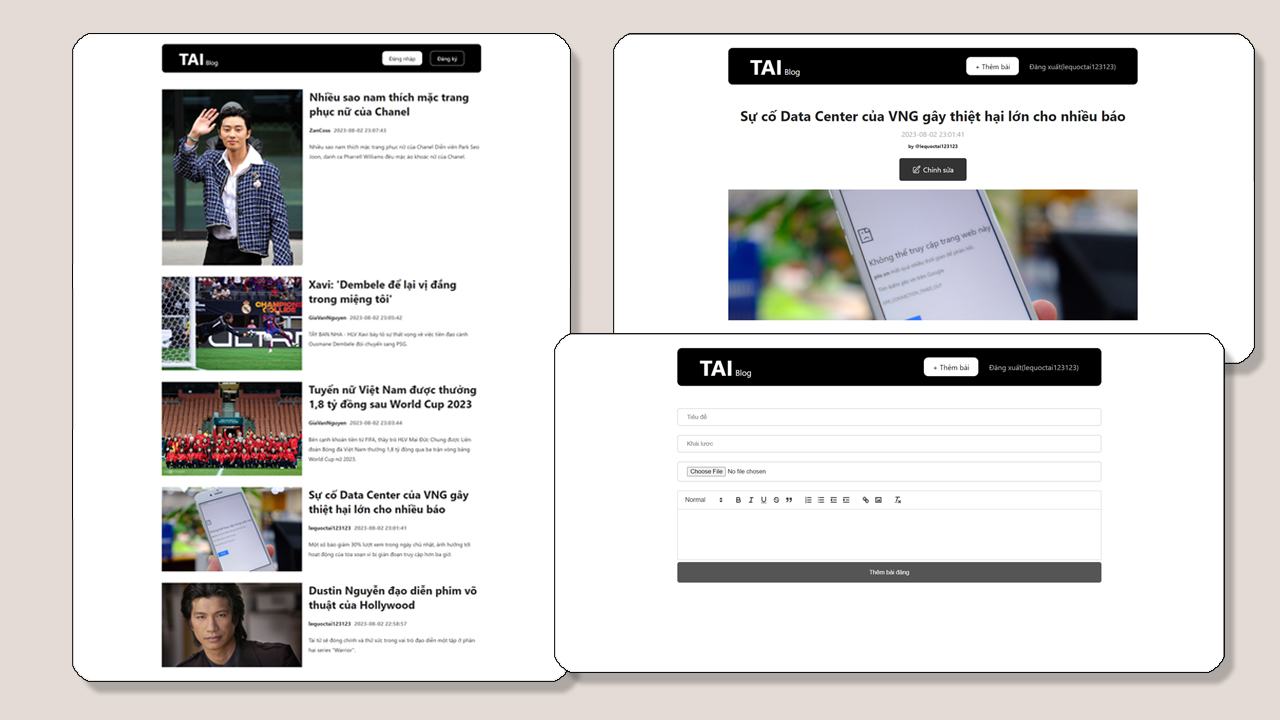 TAI Blog
Đăng nhập
Đăng ký
Nhiều sao nam thích mặc trang
phục nữ của Chanel
ZanCoss 2023-08-02 23:07:43
Nhiều sao nam thích mặc trang phục nữ của Chanel Diễn viên Park Seo
Joon, danh ca Pharrell Williams đều mặc áo khoác nữ của Chanel.
CHAMPIONS
COLLIDE
Xavi: 'Dembele để lại vị đắng
trong miệng tôi'
GiaVanNguyen 2023-08-02 23:05:42
TÂY BAN NHA - HLV Xavi bày tỏ sự thất vọng về việc tiền đạo cánh
Ousmane Dembele đòi chuyển sang PSG.
Tuyển nữ Việt Nam được thưởng
1,8 tỷ đồng sau World Cup 2023
GiaVanNguyen 2023-08-02 23:03:44
Bên cạnh khoản tiền từ FIFA, thầy trò HLV Mai Đức Chung được Liên
đoàn Bóng đá Việt Nam thưởng 1,8 tỷ đồng qua ba trận vòng bảng
World Cup nữ 2023.
Sự cố Data Center của VNG gây
thiệt hại lớn cho nhiều báo
lequoctai123123 2023-08-02 23:01:41
Một số báo giảm 30% lượt xem trong ngày chủ nhật, ảnh hưởng tới
hoạt động của tòa soạn vì bị gián đoạn truy cập hơn ba giờ.
Dustin Nguyễn đạo diễn phim võ
thuật của Hollywood
lequoctai123123 2023-08-02 22:58:57
Tài tử sẽ đóng chính và thử sức trong vai trò đạo diễn một tập ở phần
hai series "Warrior".
TAI Blog
+ Thêm bài
Đăng xuất(lequoctai123123)
Sự cố Data Center của VNG gây thiệt hại lớn cho nhiều báo
2023-08-02 23:01:41
by @lequoctai123123
Chỉnh sửa
Không thể truy cập trang web này
TAI Blog
+ Thêm bài
Đăng xuất(lequoctai123123)
Tiêu đề
Khái lược
Choose File No file chosen
Normal B I U S
Thêm bài đăng